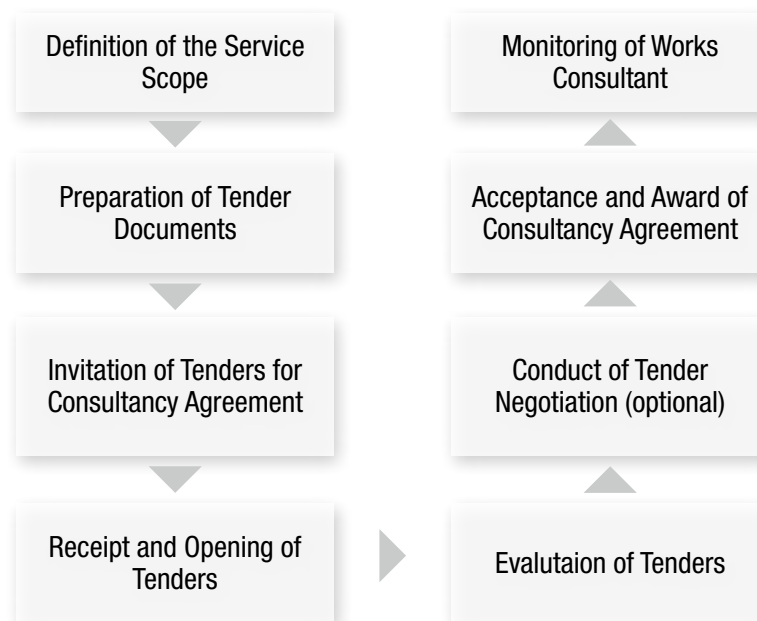 Definition of the Service
Scope
Preparation of Tender
Documents
Invitation of Tenders for
Consultancy Agreement
Receipt and Opening of
Tenders
Evalutaion of Tenders
Conduct of Tender
Negotiation (optional)
Acceptance and Award of
Consultancy Agreement
Monitoring of Works
Consultant